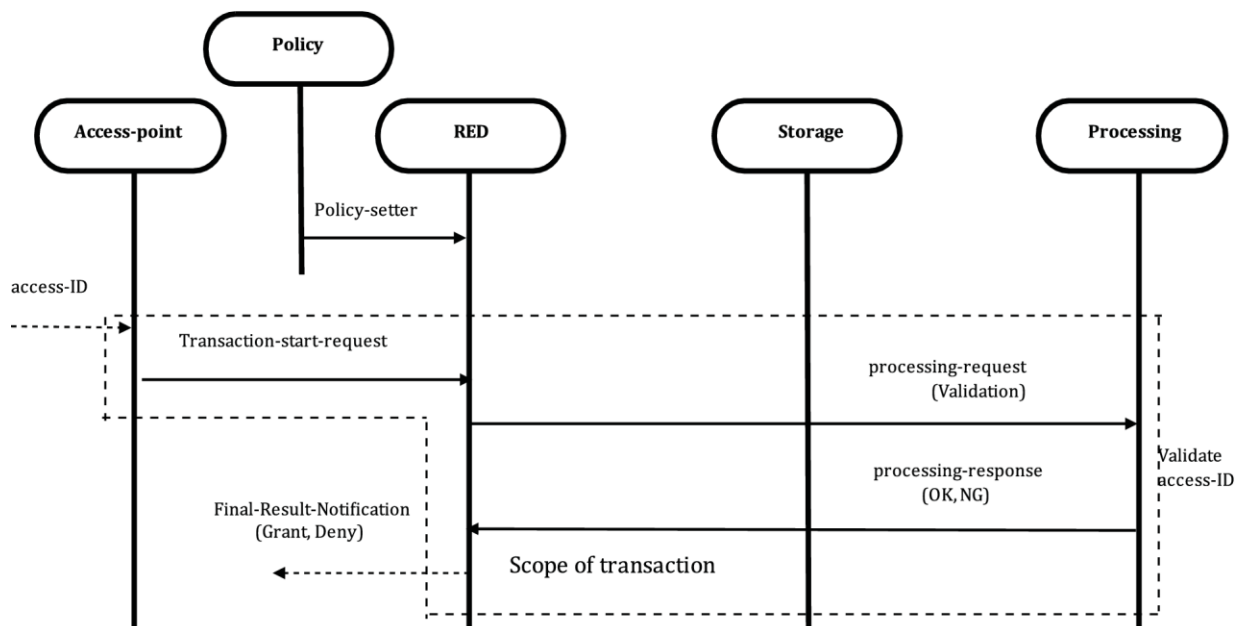 Policy
Access-point
RED
Storage
Processing
Policy-setter
access-ID
Transaction-start-request
processing-request
(Validation)
Validate
access-ID
processing-response
(OK, NG)
Final-Result-Notification
(Grant, Deny)
Scope of transaction